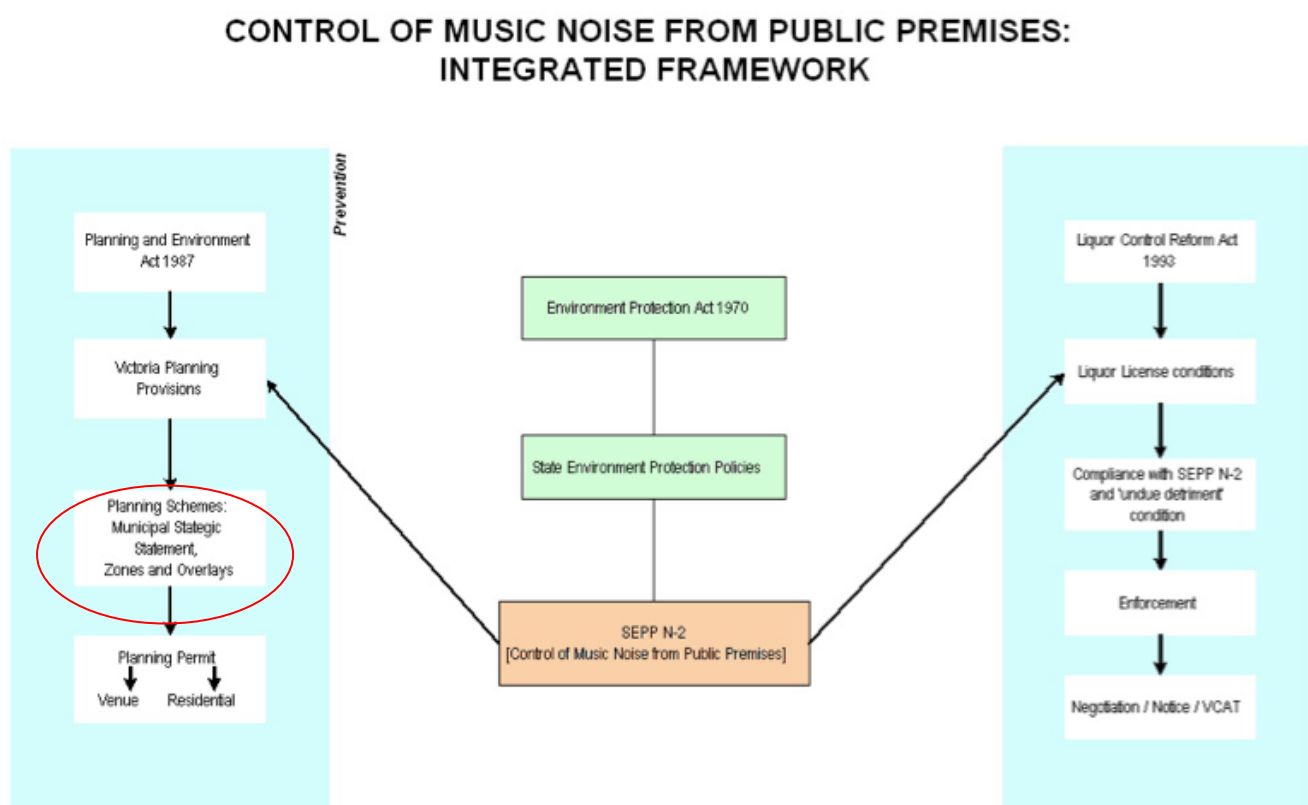 CONTROL OF MUSIC NOISE FROM PUBLIC PREMISES:
INTEGRATED FRAMEWORK
Prevention
Planning and Environment
Act 1987
Victoria Planning
Provisions
Planning Schemes:
Municipal Stategic
Statement,
Zones and Overlays
Planning Permit
Venue Residential
Environment Protection Act 1970
State Environment Protection Policies
SEPP N-2
[Control of Music Noise from Public Premises]
Liquor Control Reform Act
1993
Liquor License conditions
Compliance with SEPP N-2
and 'undue detriment'
condition
Enforcement
Negotiation / Notice / VCAT